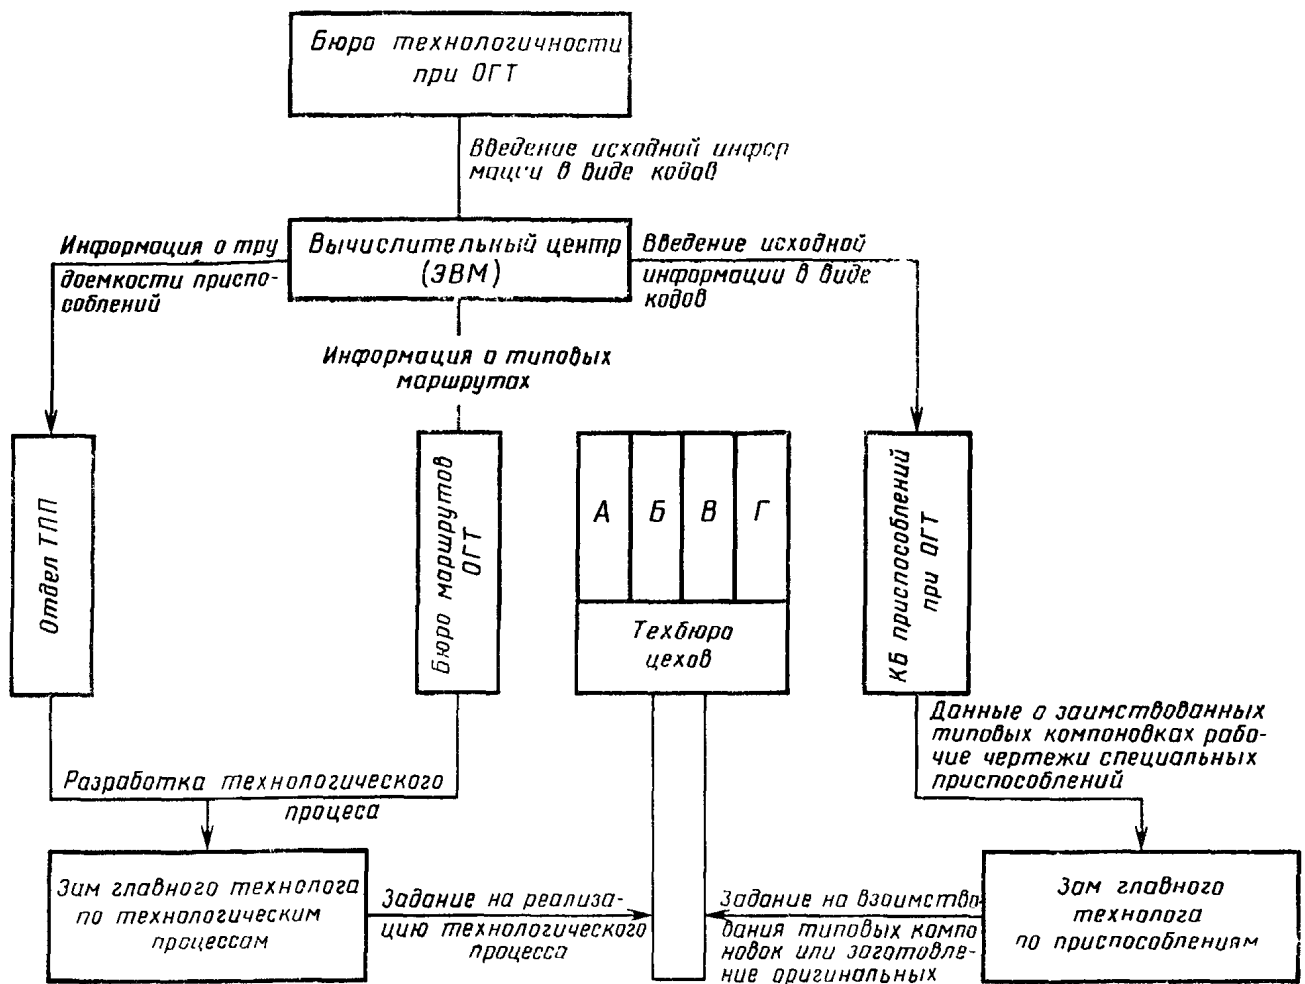 Бюро технологичности
при ОГТ
Введение исходной инфор
мации в виде кодов
Информация о тру
доемкости приспо-
соблений
Вычислительный центр
(ЭВМ)
Введение исходной
информации в виде
кодов
Информация о типовых
маршрутах
Отдел ТПП
Бюро маршрутов
ОГТ
А
Б
В
Г
Техбюро
цехов
КБ приспособлений
при ОГТ
Данные о заимствованных
типовых компоновках рабо-
чие чертежи специальных
приспособлений
Разработка технологического
процеса
Зам главного технолога
по технологическим
процессам
Задание на реализа-
цию технологического
процесса
Задание на взаимство
вания типовых компо
новок или заготовле-
ние оригинальных
Зам главного
технолога
по приспособлениям